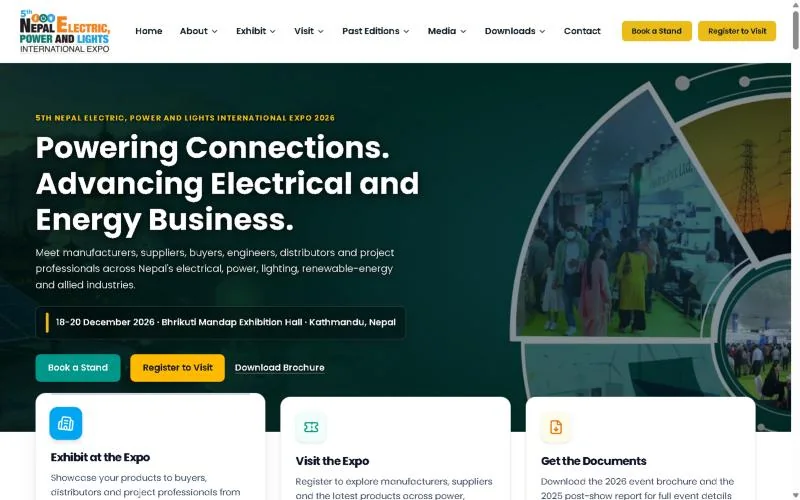 5th
NEPAL ELECTRIC,
POWER AND LIGHTS
INTERNATIONAL EXPO
Home
About
Exhibit
Visit
Past Editions
Media
Downloads
Contact
Book a Stand
Register to Visit
5TH NEPAL ELECTRIC, POWER AND LIGHTS INTERNATIONAL EXPO 2026
Powering Connections.
Advancing Electrical and
Energy Business.
Meet manufacturers, suppliers, buyers, engineers, distributors and project
professionals across Nepal's electrical, power, lighting, renewable-energy
and allied industries.
18-20 December 2026 · Bhrikuti Mandap Exhibition Hall · Kathmandu, Nepal
Book a Stand
Register to Visit
Download Brochure
Exhibit at the Expo
Showcase your products to buyers,
distributors and project professionals from
Visit the Expo
Register to explore manufacturers, suppliers
and the latest products across power,
Get the Documents
Download the 2026 event brochure and the
2025 post-show report for full event details